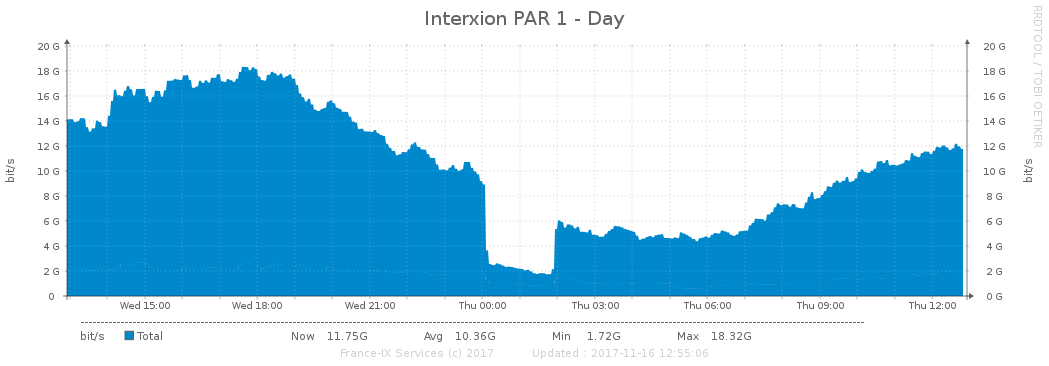 Interxion PAR 1 - Day
RRDTOOL / TOBI OETIKER
20 G 20 G
18 G 18 G
16 G 16 G
14 G 14 G
12 G 12 G
10 G 10 G
8 G 8 G
6 G 6 G
4 G 4 G
2 G 2 G
0 0 G
bit/s
bit/s
Wed 15:00 Wed 18:00 Wed 21:00 Thu 00:00 Thu 03:00 Thu 06:00 Thu 09:00 Thu 12:00
bit/s Total Now 11.75G Avg 10.36G Min 1.72G Max 18.32G
France-IX Services (c) 2017 Updated : 2017-11-16 12:55:06